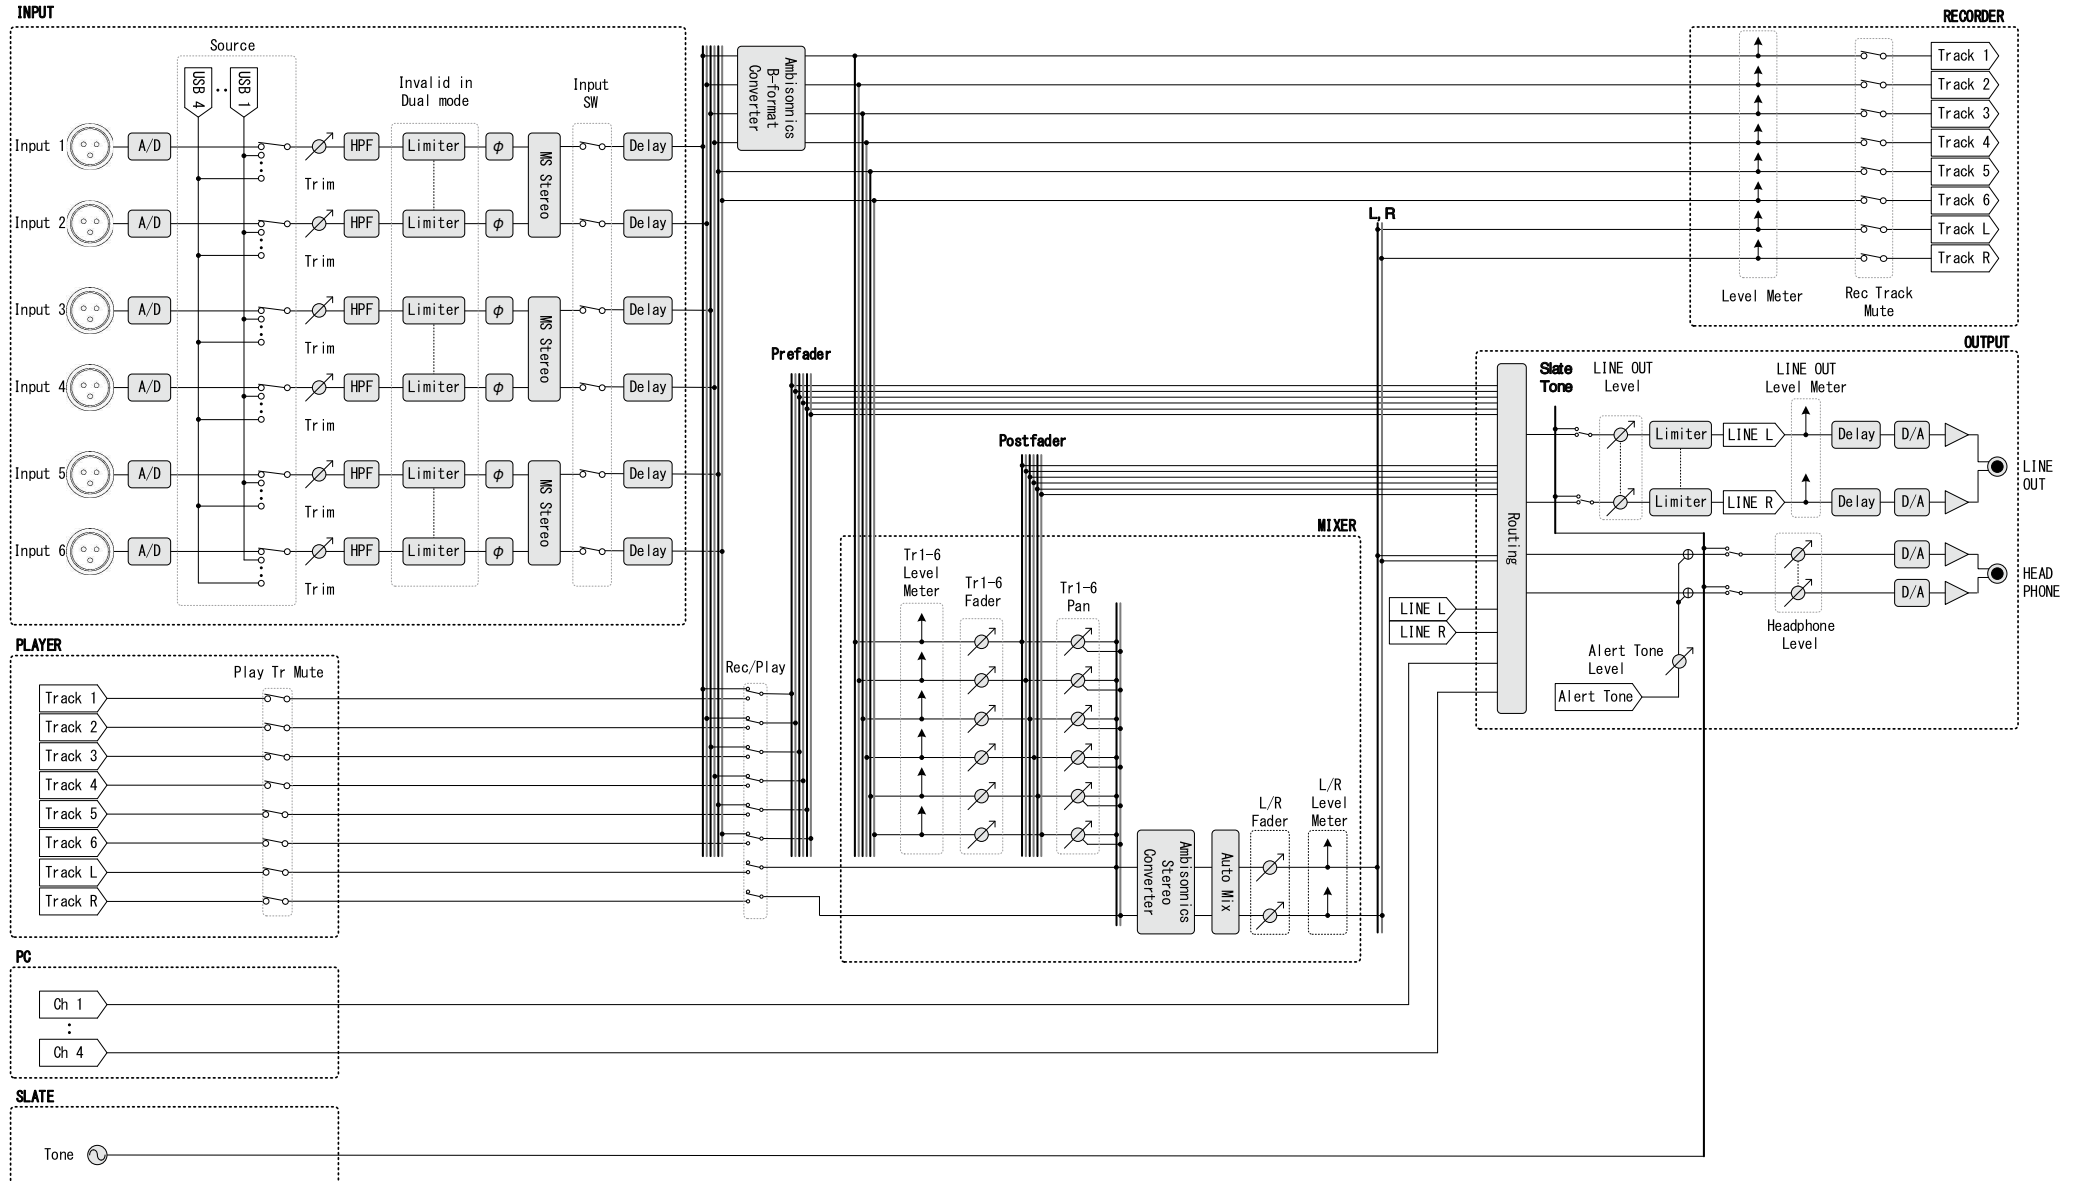 INPUT
Source
USB 4
USB 1
Invalid in
Dual mode
Input
SW
Input 1
A/D
Trim
HPF
Limiter
φ
MS Stereo
Delay
Input 2
A/D
Trim
HPF
Limiter
φ
Delay
Input 3
A/D
Trim
HPF
Limiter
φ
MS Stereo
Delay
Input 4
A/D
Trim
HPF
Limiter
φ
Delay
Input 5
A/D
Trim
HPF
Limiter
φ
MS Stereo
Delay
Input 6
A/D
Trim
HPF
Limiter
φ
Delay
Ambisonnics
B-format
Converter
RECORDER
Track 1
Track 2
Track 3
Track 4
Track 5
Track 6
Track L
Track R
Level Meter
Rec Track
Mute
L,R
Prefader
Postfader
OUTPUT
Routing
Slate
Tone
LINE OUT
Level
LINE OUT
Level Meter
Limiter
LINE L
Delay
D/A
Limiter
LINE R
Delay
D/A
LINE
OUT
D/A
D/A
HEAD
PHONE
Headphone
Level
Alert Tone
Level
Alert Tone
LINE L
LINE R
MIXER
Tr1-6
Level
Meter
Tr1-6
Fader
Tr1-6
Pan
Ambisonnics
Stereo
Converter
Auto Mix
L/R
Fader
L/R
Level
Meter
PLAYER
Play Tr Mute
Rec/Play
Track 1
Track 2
Track 3
Track 4
Track 5
Track 6
Track L
Track R
PC
Ch 1
Ch 4
SLATE
Tone